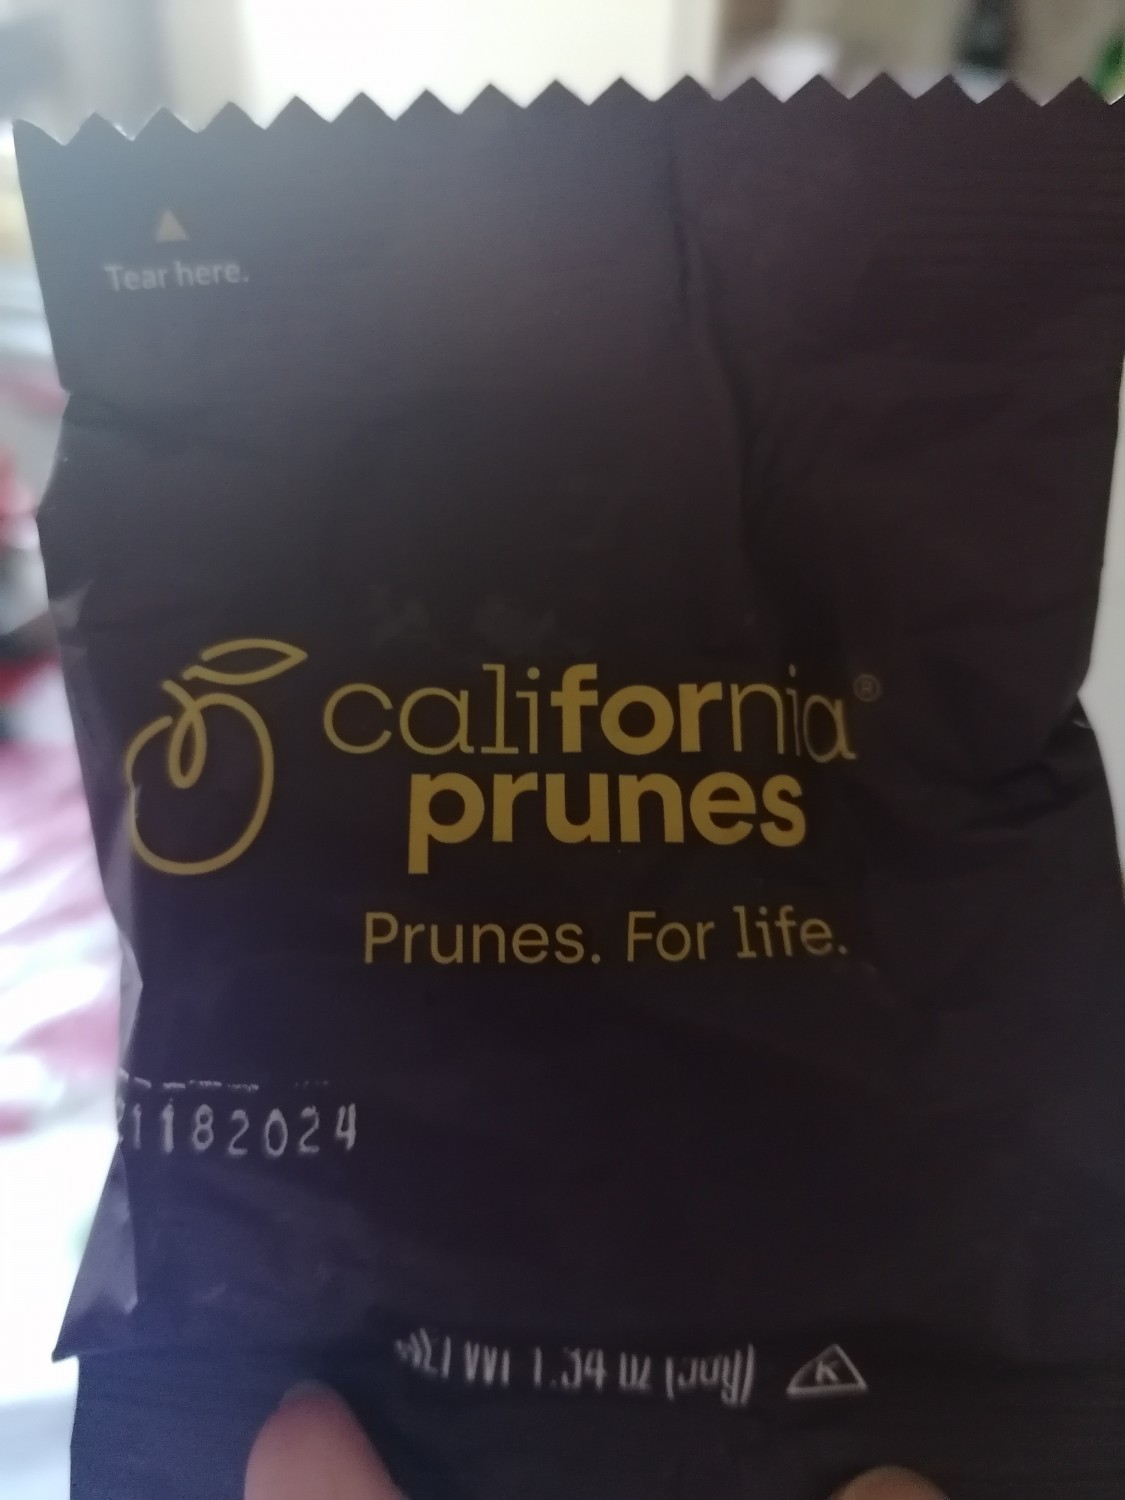 Tear here.
california®
prunes
Prunes. For life.
1182024
1.34 oz
K